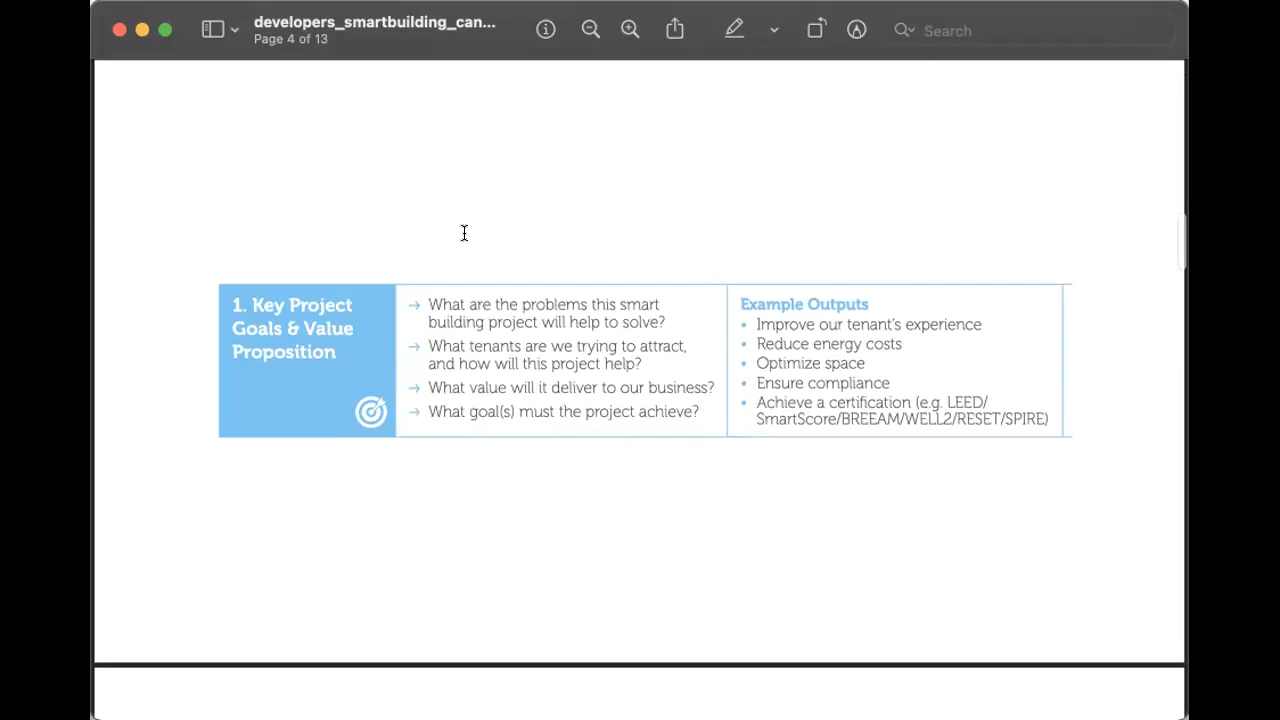 developers_smartbuilding_can...
Page 4 of 13
Search
1. Key Project
Goals & Value
Proposition
→ What are the problems this smart
building project will help to solve?
→ What tenants are we trying to attract,
and how will this project help?
→ What value will it deliver to our business?
→ What goal(s) must the project achieve?
Example Outputs
• Improve our tenant's experience
• Reduce energy costs
• Optimize space
• Ensure compliance
• Achieve a certification (e.g. LEED/
SmartScore/BREEAM/WELL2/RESET/SPIRE)